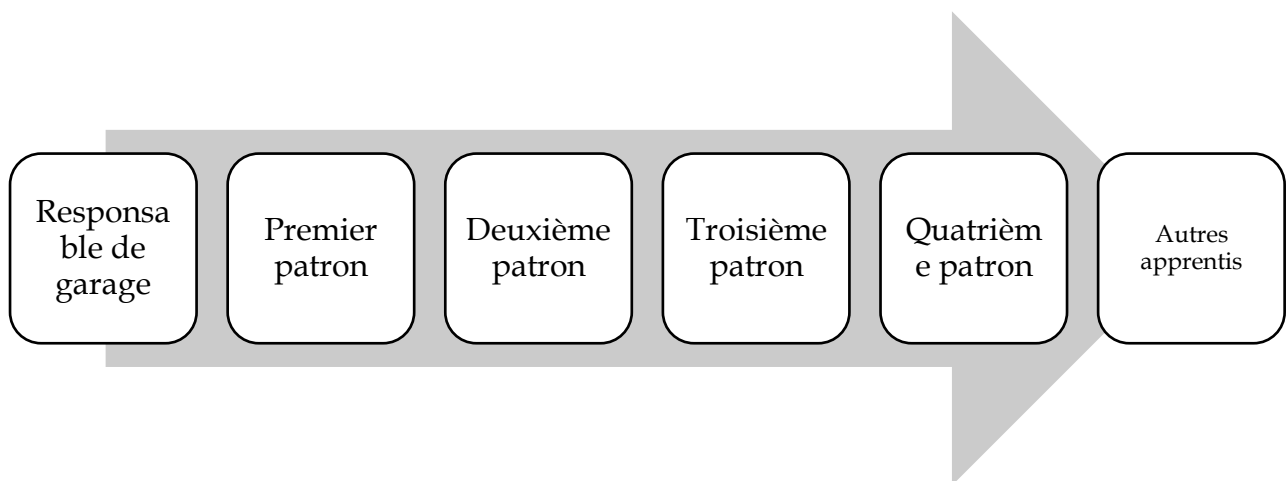 Responsa
ble de
garage
Premier
patron
Deuxième
patron
Troisième
patron
Quatrièm
e patron
Autres
apprentis